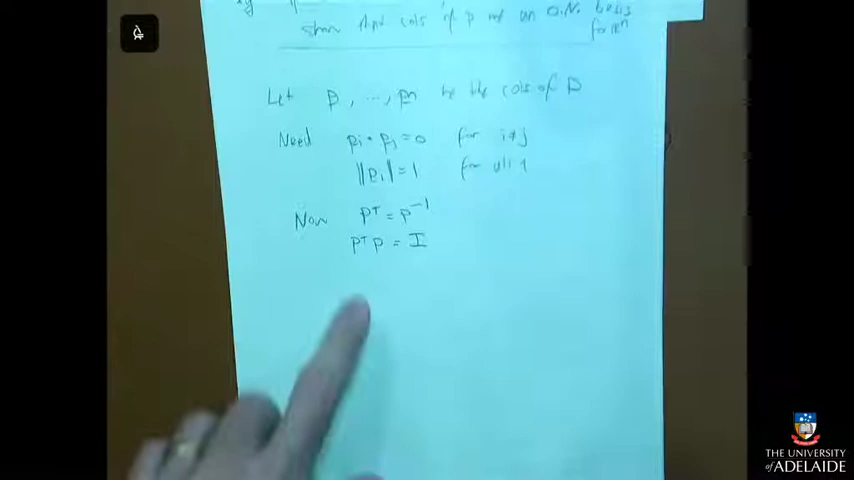 show that cols of P are an O.N. basis
for ℝⁿ
Let p₁, ..., pₙ be the cols of P
Need pᵢ · pⱼ = 0 for i≠j
||pᵢ|| = 1 for all i
Now Pᵀ = P⁻¹
PᵀP = I
THE UNIVERSITY
of ADELAIDE